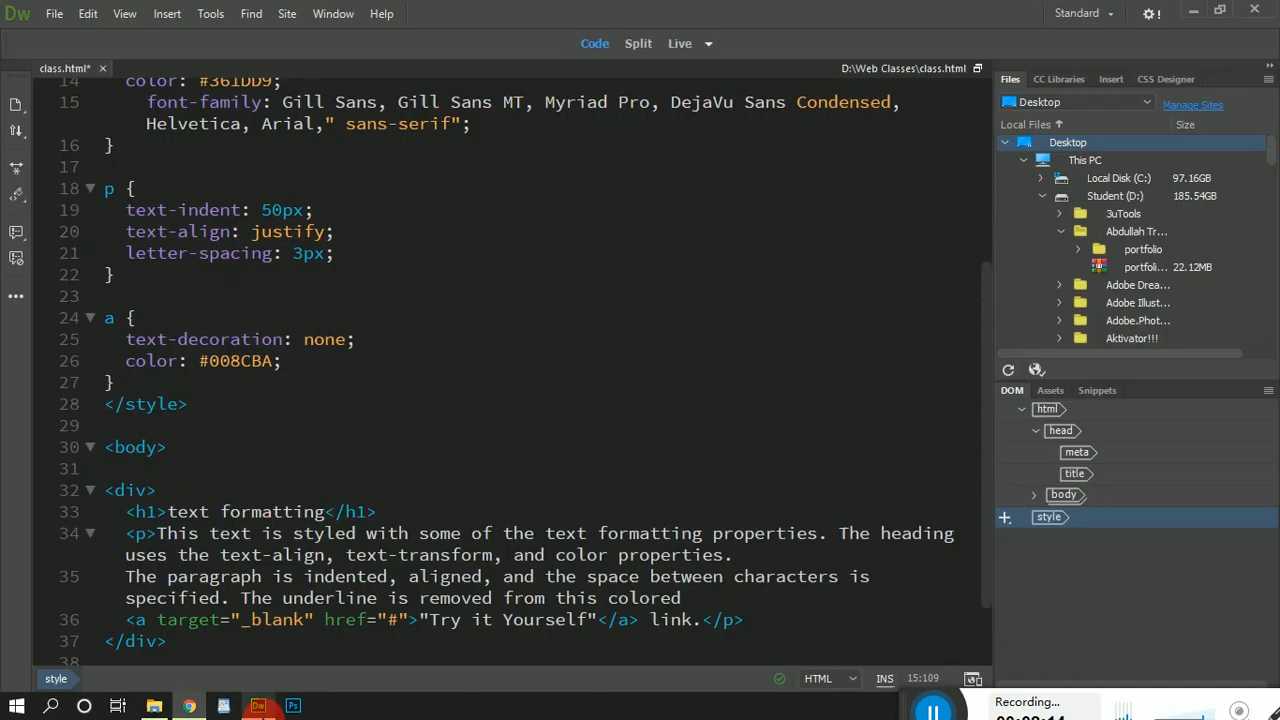 Dw File Edit View Insert Tools Find Site Window Help Standard
Code Split Live
class.html* D:\Web Classes\class.html
14 color: #361DD9;
15 font-family: Gill Sans, Gill Sans MT, Myriad Pro, DejaVu Sans Condensed,
Helvetica, Arial," sans-serif";
16 }
17
18 p {
19 text-indent: 50px;
20 text-align: justify;
21 letter-spacing: 3px;
22 }
23
24 a {
25 text-decoration: none;
26 color: #008CBA;
27 }
28 </style>
29
30 <body>
31
32 <div>
33 <h1>text formatting</h1>
34 <p>This text is styled with some of the text formatting properties. The heading
uses the text-align, text-transform, and color properties.
35 The paragraph is indented, aligned, and the space between characters is
specified. The underline is removed from this colored
36 <a target="_blank" href="#">"Try it Yourself"</a> link.</p>
37 </div>
38
style HTML INS 15:109
Files CC Libraries Insert CSS Designer
Desktop Manage Sites
Local Files Size
Desktop
This PC
Local Disk (C:) 97.16GB
Student (D:) 185.54GB
3uTools
Abdullah Tr...
portfolio
portfoli... 22.12MB
Adobe Drea...
Adobe Illust...
Adobe.Phot...
Aktivator!!!
DOM Assets Snippets
html
head
meta
title
body
style
Dw Ps
Recording...